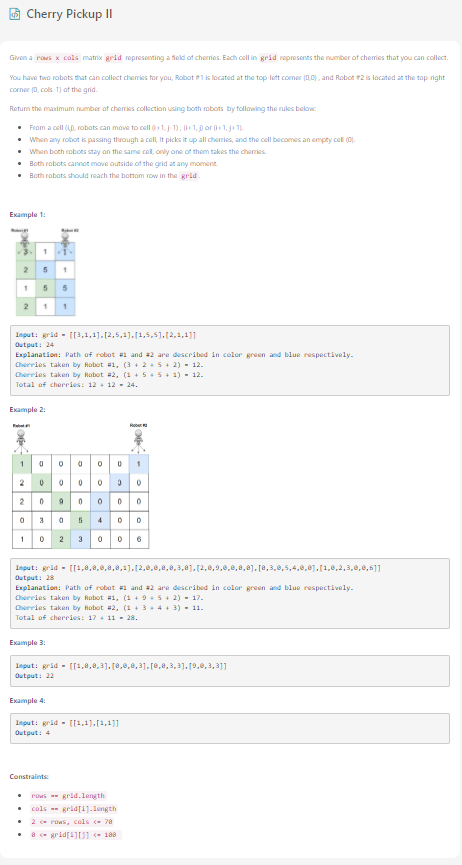 Cherry Pickup II
Given a rows x cols matrix grid representing a field of cherries. Each cell in grid represents the number of cherries that you can collect.
You have two robots that can collect cherries for you, Robot #1 is located at the top-left corner (0,0) , and Robot #2 is located at the top-right
corner (0, cols-1) of the grid.
Return the maximum number of cherries collection using both robots by following the rules below:
From a cell (i,j), robots can move to cell (i+1, j-1) , (i+1, j) or (i+1, j+1).
When any robot is passing through a cell, It picks it up all cherries, and the cell becomes an empty cell (0).
When both robots stay on the same cell, only one of them takes the cherries.
Both robots cannot move outside of the grid at any moment.
Both robots should reach the bottom row in the grid.
Example 1:
Robot #1 Robot #2
3 1 1
2 5 1
1 5 5
2 1 1
Input: grid = [[3,1,1],[2,5,1],[1,5,5],[2,1,1]]
Output: 24
Explanation: Path of robot #1 and #2 are described in color green and blue respectively.
Cherries taken by Robot #1, (3 + 2 + 5 + 2) = 12.
Cherries taken by Robot #2, (1 + 5 + 5 + 1) = 12.
Total of cherries: 12 + 12 = 24.
Example 2:
Robot #1 Robot #2
1 0 0 0 0 0 1
2 0 0 0 0 3 0
2 0 9 0 0 0 0
0 3 0 5 4 0 0
1 0 2 3 0 0 6
Input: grid = [[1,0,0,0,0,0,1],[2,0,0,0,0,3,0],[2,0,9,0,0,0,0],[0,3,0,5,4,0,0],[1,0,2,3,0,0,6]]
Output: 28
Explanation: Path of robot #1 and #2 are described in color green and blue respectively.
Cherries taken by Robot #1, (1 + 9 + 5 + 2) = 17.
Cherries taken by Robot #2, (1 + 3 + 4 + 3) = 11.
Total of cherries: 17 + 11 = 28.
Example 3:
Input: grid = [[1,0,0,3],[0,0,0,3],[0,0,3,3],[9,0,3,3]]
Output: 22
Example 4:
Input: grid = [[1,1],[1,1]]
Output: 4
Constraints:
rows == grid.length
cols == grid[i].length
2 <= rows, cols <= 70
0 <= grid[i][j] <= 100